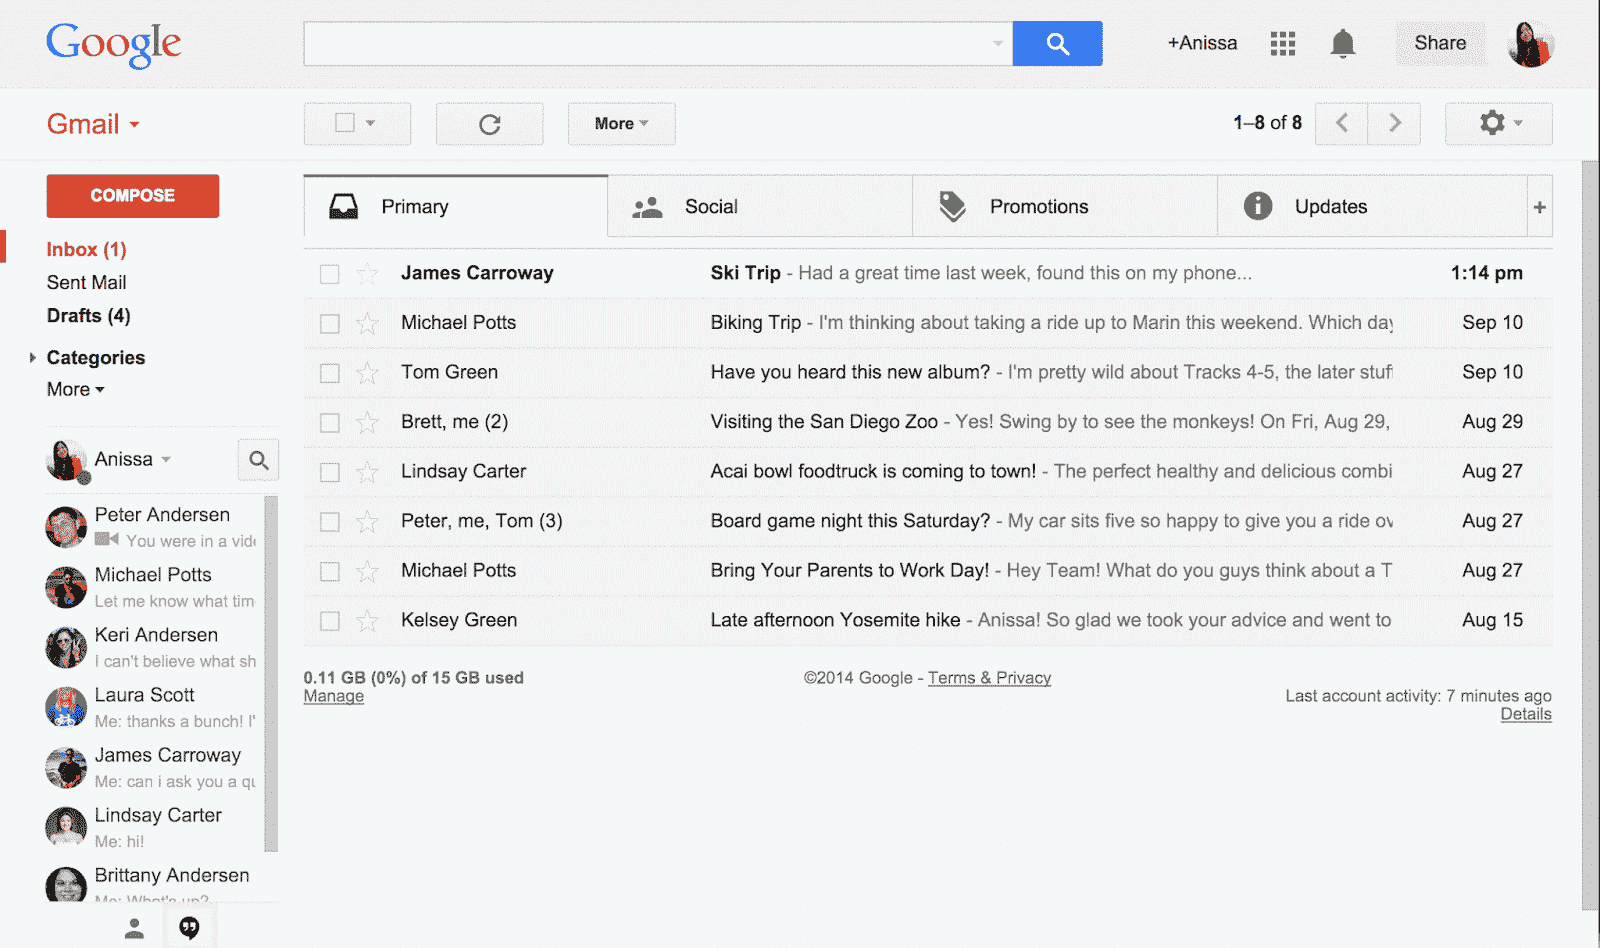 Google
+Anissa
Share
Gmail
More
1–8 of 8
COMPOSE
Inbox (1)
Sent Mail
Drafts (4)
Categories
More
Anissa
Peter Andersen
You were in a vide
Michael Potts
Let me know what tim
Keri Andersen
I can't believe what sh
Laura Scott
Me: thanks a bunch! I'
James Carroway
Me: can i ask you a qu
Lindsay Carter
Me: hi!
Brittany Andersen
Me: What's up?
Primary
Social
Promotions
Updates
+
James Carroway Ski Trip - Had a great time last week, found this on my phone... 1:14 pm
Michael Potts Biking Trip - I'm thinking about taking a ride up to Marin this weekend. Which day Sep 10
Tom Green Have you heard this new album? - I'm pretty wild about Tracks 4-5, the later stuff Sep 10
Brett, me (2) Visiting the San Diego Zoo - Yes! Swing by to see the monkeys! On Fri, Aug 29, Aug 29
Lindsay Carter Acai bowl foodtruck is coming to town! - The perfect healthy and delicious combi Aug 27
Peter, me, Tom (3) Board game night this Saturday? - My car sits five so happy to give you a ride ov Aug 27
Michael Potts Bring Your Parents to Work Day! - Hey Team! What do you guys think about a T Aug 27
Kelsey Green Late afternoon Yosemite hike - Anissa! So glad we took your advice and went to Aug 15
0.11 GB (0%) of 15 GB used
Manage
©2014 Google - Terms & Privacy
Last account activity: 7 minutes ago
Details